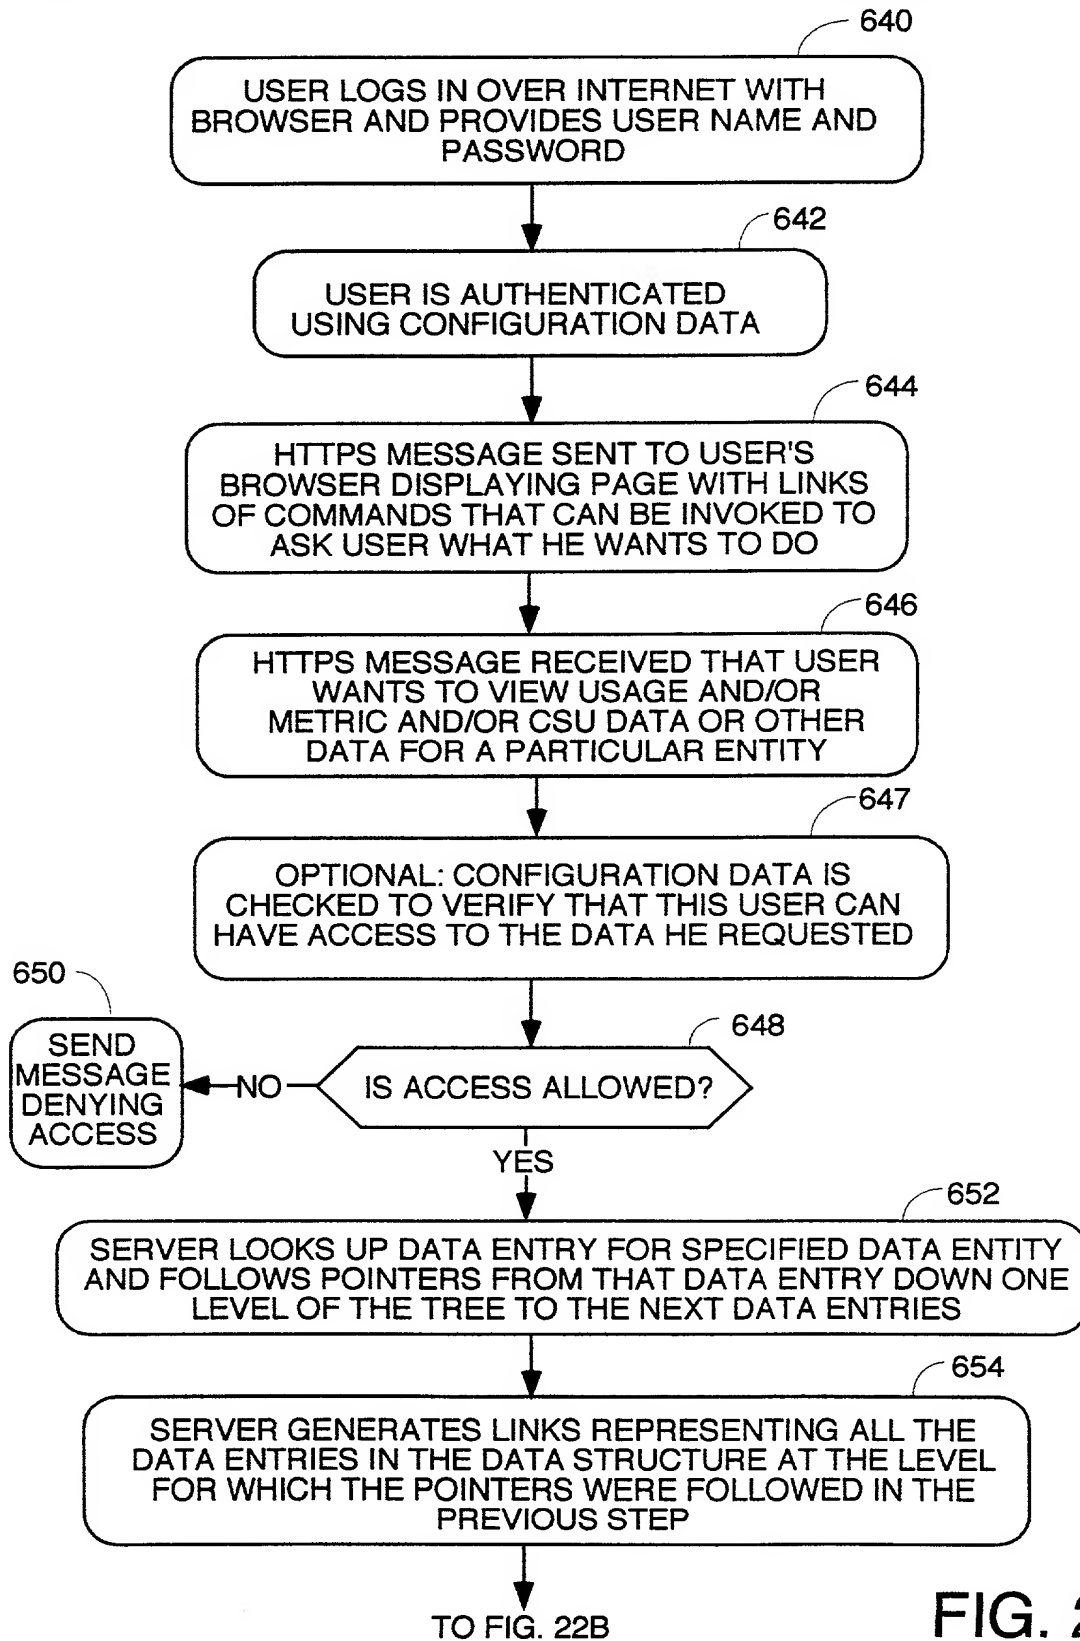 640
USER LOGS IN OVER INTERNET WITH
BROWSER AND PROVIDES USER NAME AND
PASSWORD
642
USER IS AUTHENTICATED
USING CONFIGURATION DATA
644
HTTPS MESSAGE SENT TO USER'S
BROWSER DISPLAYING PAGE WITH LINKS
OF COMMANDS THAT CAN BE INVOKED TO
ASK USER WHAT HE WANTS TO DO
646
HTTPS MESSAGE RECEIVED THAT USER
WANTS TO VIEW USAGE AND/OR
METRIC AND/OR CSU DATA OR OTHER
DATA FOR A PARTICULAR ENTITY
647
OPTIONAL: CONFIGURATION DATA IS
CHECKED TO VERIFY THAT THIS USER CAN
HAVE ACCESS TO THE DATA HE REQUESTED
650
SEND
MESSAGE
DENYING
ACCESS
NO
648
IS ACCESS ALLOWED?
YES
652
SERVER LOOKS UP DATA ENTRY FOR SPECIFIED DATA ENTITY
AND FOLLOWS POINTERS FROM THAT DATA ENTRY DOWN ONE
LEVEL OF THE TREE TO THE NEXT DATA ENTRIES
654
SERVER GENERATES LINKS REPRESENTING ALL THE
DATA ENTRIES IN THE DATA STRUCTURE AT THE LEVEL
FOR WHICH THE POINTERS WERE FOLLOWED IN THE
PREVIOUS STEP
TO FIG. 22B
FIG.